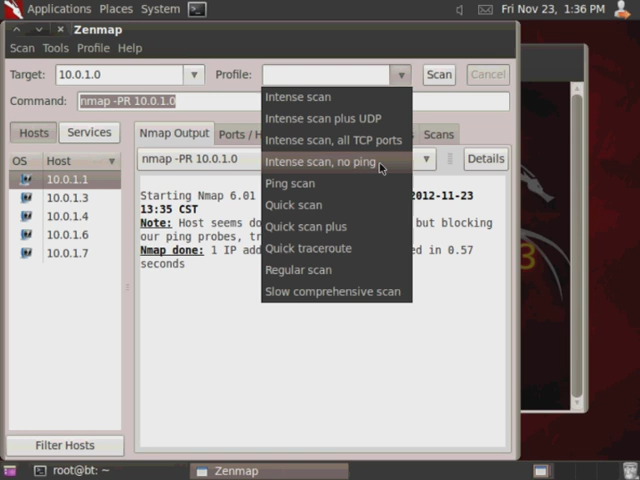 Applications Places System Fri Nov 23, 1:36 PM
Zenmap
Scan Tools Profile Help
Target: 10.0.1.0 Profile: Scan Cancel
Command: nmap -PR 10.0.1.0
Hosts Services
Nmap Output Ports / H Scans
OS Host
nmap -PR 10.0.1.0 Details
10.0.1.1
10.0.1.3
10.0.1.4
10.0.1.6
10.0.1.7
Starting Nmap 6.01 2012-11-23
13:35 CST
Note: Host seems do but blocking
our ping probes, tr
Nmap done: 1 IP add ed in 0.57
seconds
Intense scan
Intense scan plus UDP
Intense scan, all TCP ports
Intense scan, no ping
Ping scan
Quick scan
Quick scan plus
Quick traceroute
Regular scan
Slow comprehensive scan
3
Filter Hosts
root@bt: ~ Zenmap